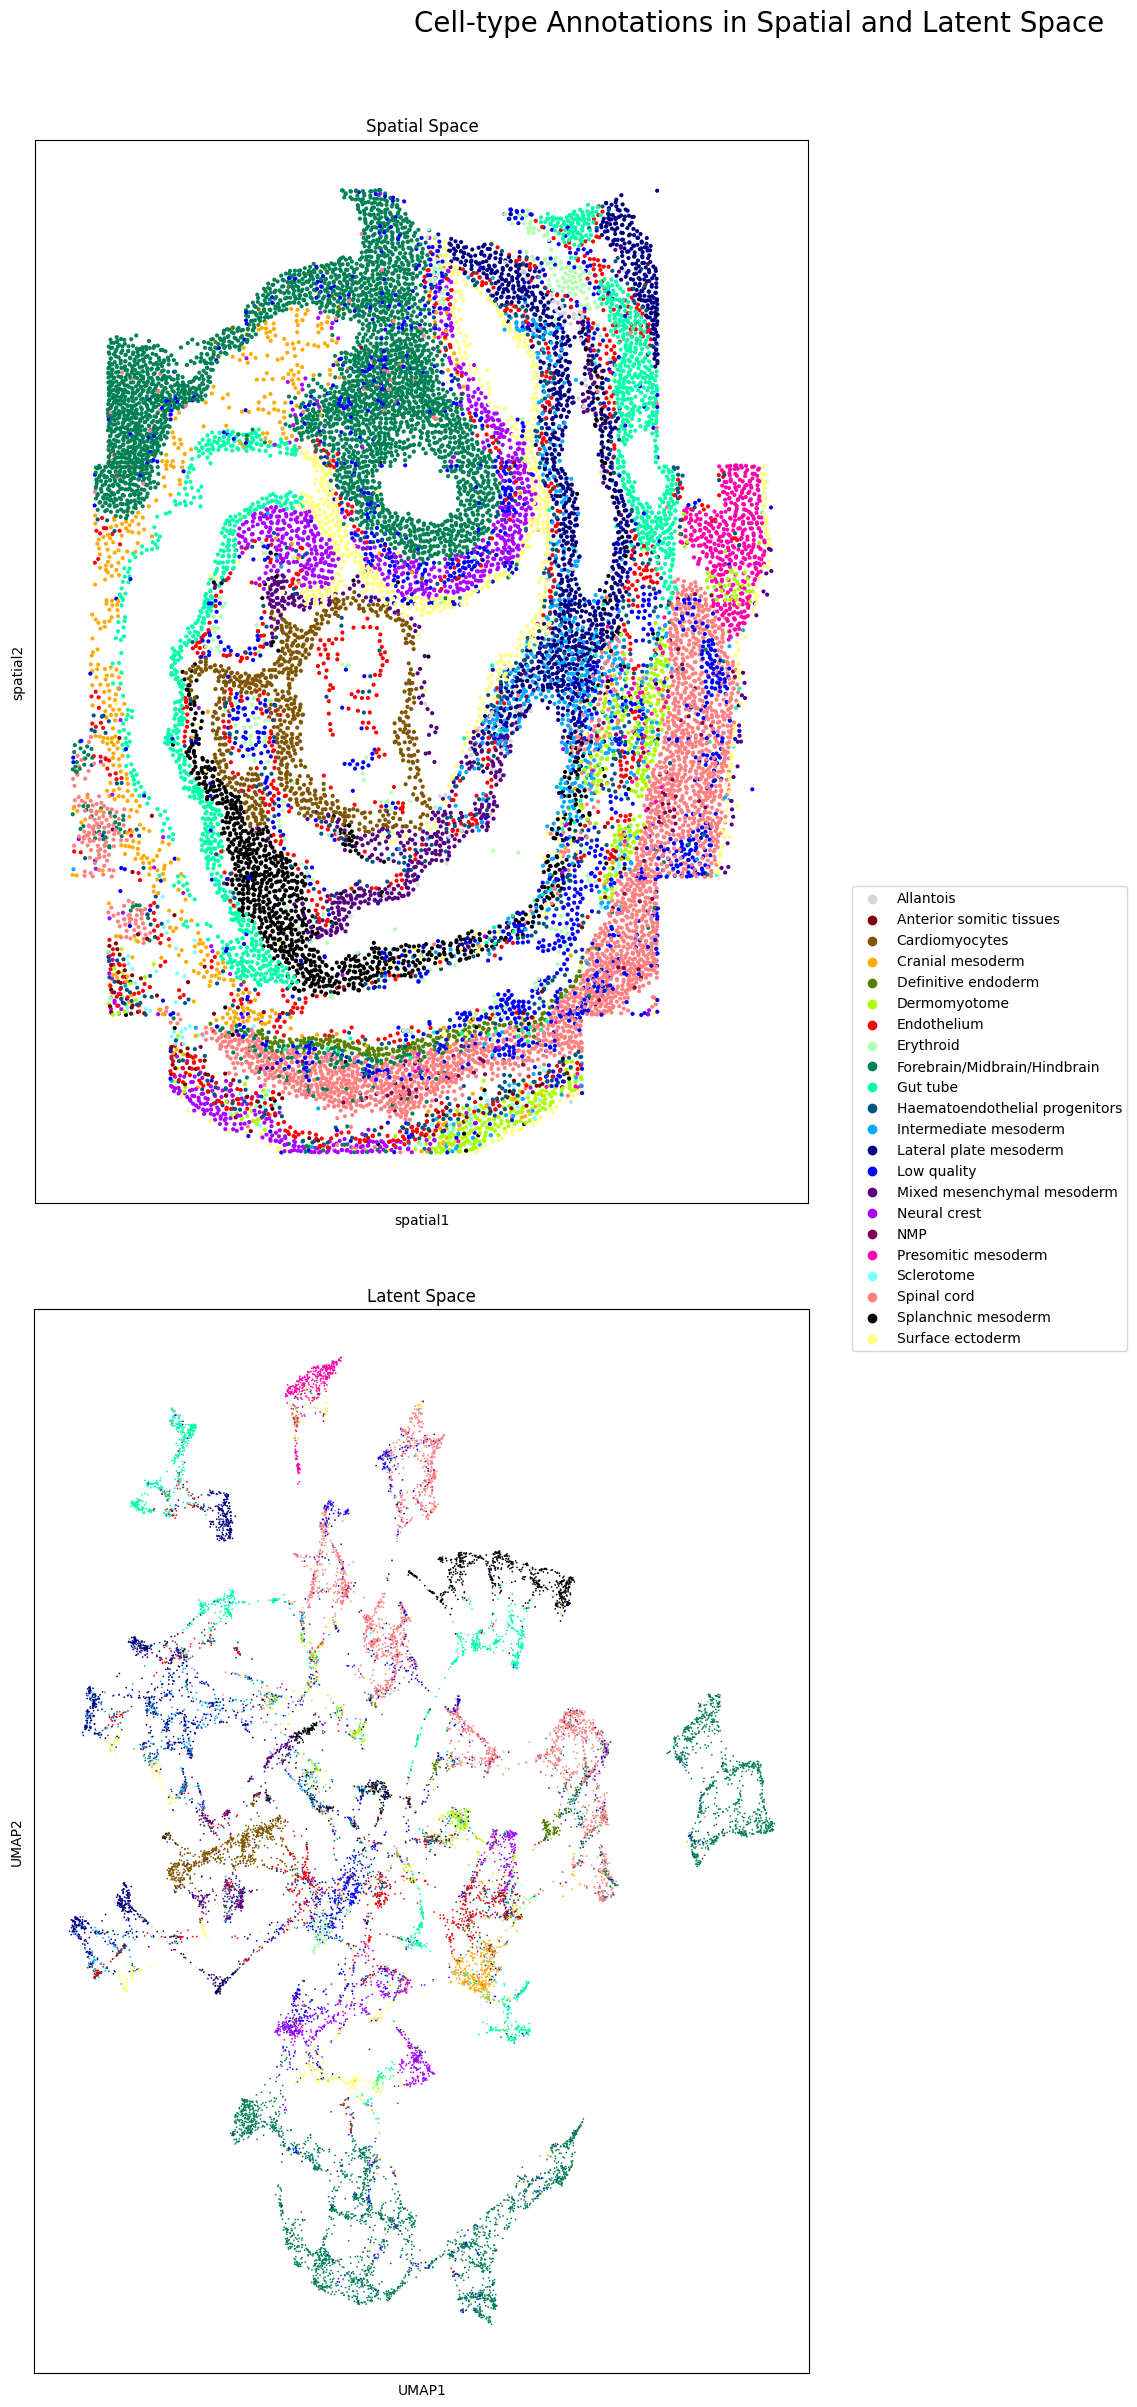 Cell-type Annotations in Spatial and Latent Space
Spatial Space
spatial2
spatial1
Allantois
Anterior somitic tissues
Cardiomyocytes
Cranial mesoderm
Definitive endoderm
Dermomyotome
Endothelium
Erythroid
Forebrain/Midbrain/Hindbrain
Gut tube
Haematoendothelial progenitors
Intermediate mesoderm
Lateral plate mesoderm
Low quality
Mixed mesenchymal mesoderm
Neural crest
NMP
Presomitic mesoderm
Sclerotome
Spinal cord
Splanchnic mesoderm
Surface ectoderm
Latent Space
UMAP2
UMAP1